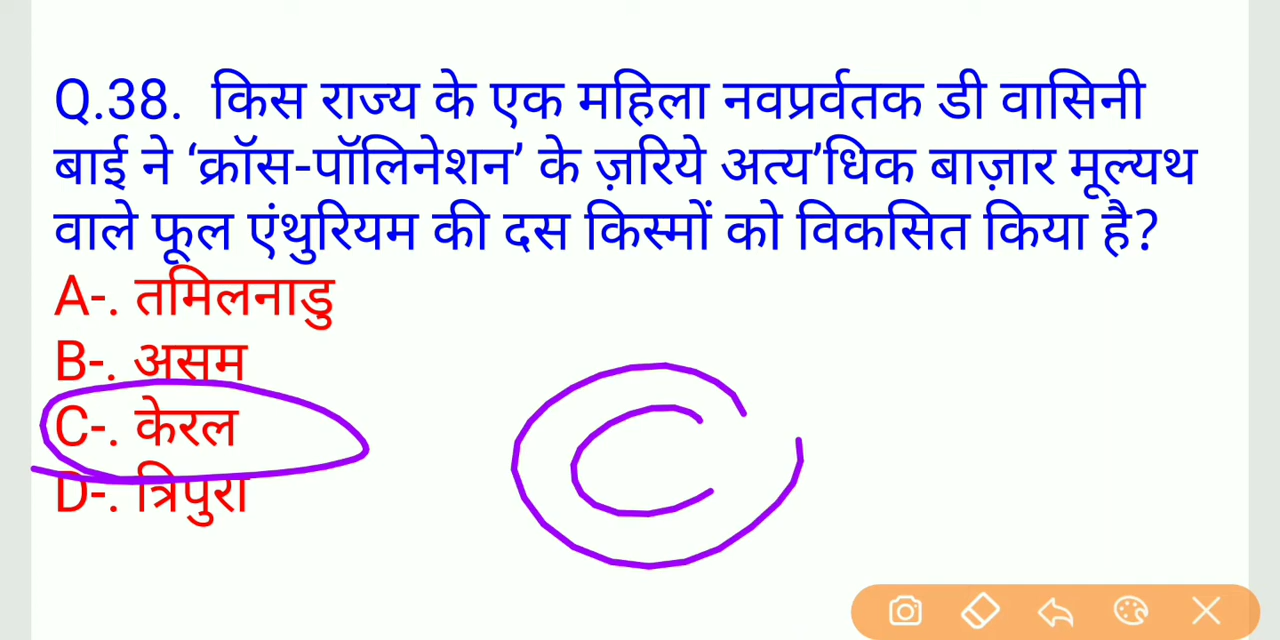 Q.38. किस राज्य के एक महिला नवप्रर्वतक डी वासिनी
बाई ने ‘क्रॉस-पॉलिनेशन’ के ज़रिये अत्य’धिक बाज़ार मूल्यथ
वाले फूल एंथुरियम की दस किस्मों को विकसित किया है?
A-. तमिलनाडु
B-. असम
C-. केरल
D-. त्रिपुरा
C